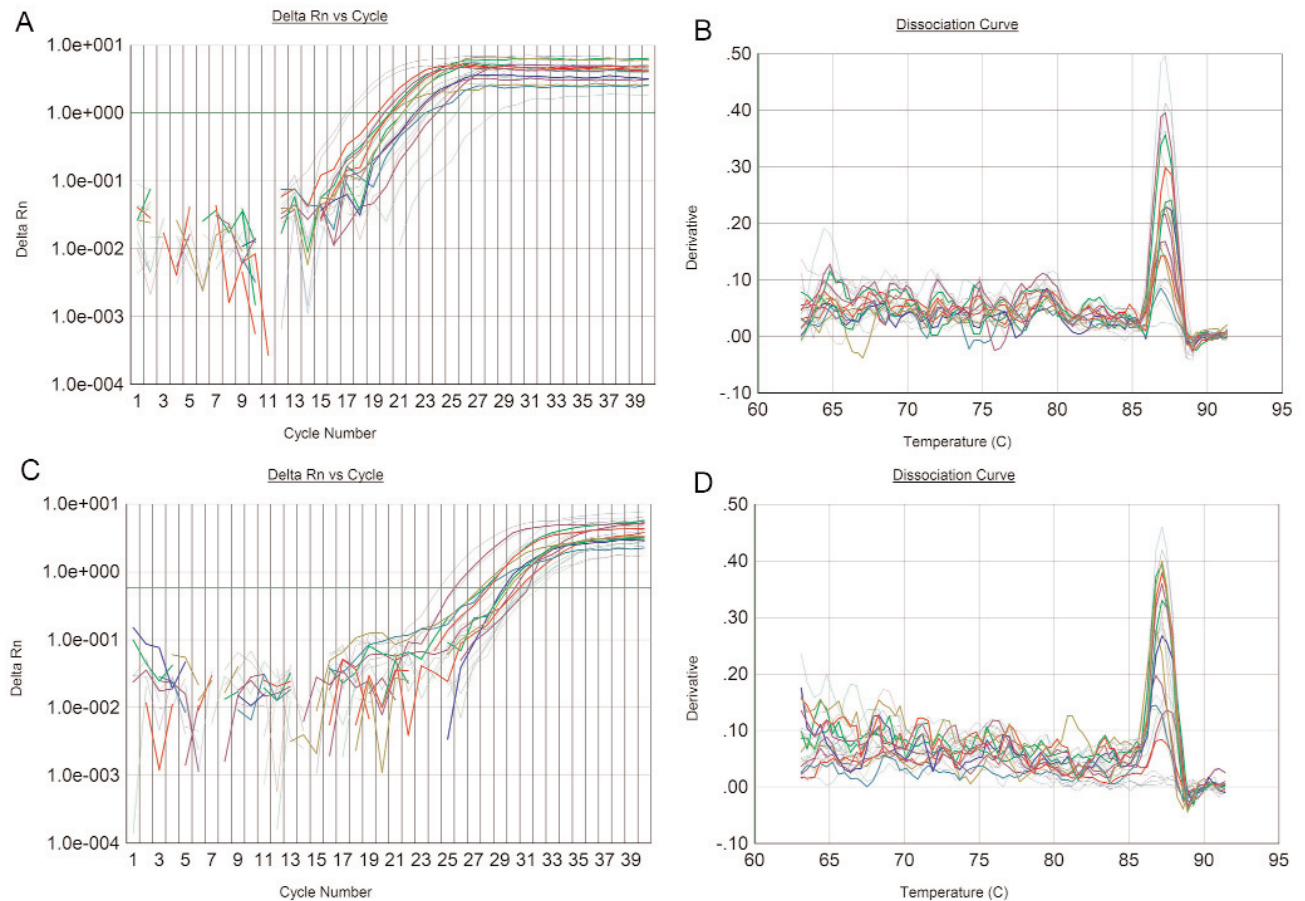 A
Delta Rn vs Cycle
1.0e+001
1.0e+000
1.0e-001
1.0e-002
1.0e-003
1.0e-004
Delta Rn
1 3 5 7 9 11 13 15 17 19 21 23 25 27 29 31 33 35 37 39
Cycle Number
B
Dissociation Curve
.50
.40
.30
.20
.10
.00
-.10
Derivative
60 65 70 75 80 85 90 95
Temperature (C)
C
Delta Rn vs Cycle
1.0e+001
1.0e+000
1.0e-001
1.0e-002
1.0e-003
1.0e-004
Delta Rn
1 3 5 7 9 11 13 15 17 19 21 23 25 27 29 31 33 35 37 39
Cycle Number
D
Dissociation Curve
.50
.40
.30
.20
.10
.00
-.10
Derivative
60 65 70 75 80 85 90 95
Temperature (C)